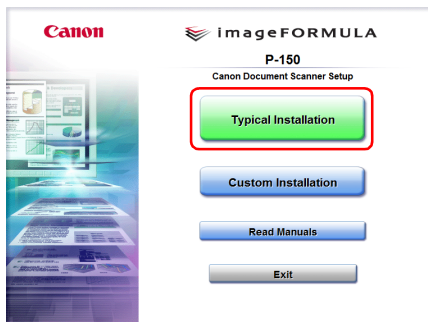 Canon
imageFORMULA
P-150
Canon Document Scanner Setup
Typical Installation
Custom Installation
Read Manuals
Exit